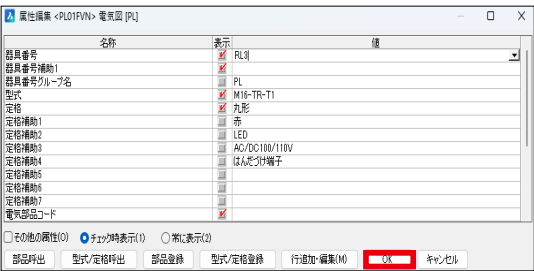 属性編集 <PL01FVN> 電気図 [PL]
名称 表示 値
器具番号 RL3
器具番号補助1
器具番号グループ名 PL
型式 M16-TR-T1
定格 丸形
定格補助1 赤
定格補助2 LED
定格補助3 AC/DC100/110V
定格補助4 はんだづけ端子
定格補助5
定格補助6
定格補助7
電気部品コード
その他の属性(O) チェック時表示(1) 常に表示(2)
部品呼出 型式/定格呼出 部品登録 型式/定格登録 行追加・編集(M) OK キャンセル